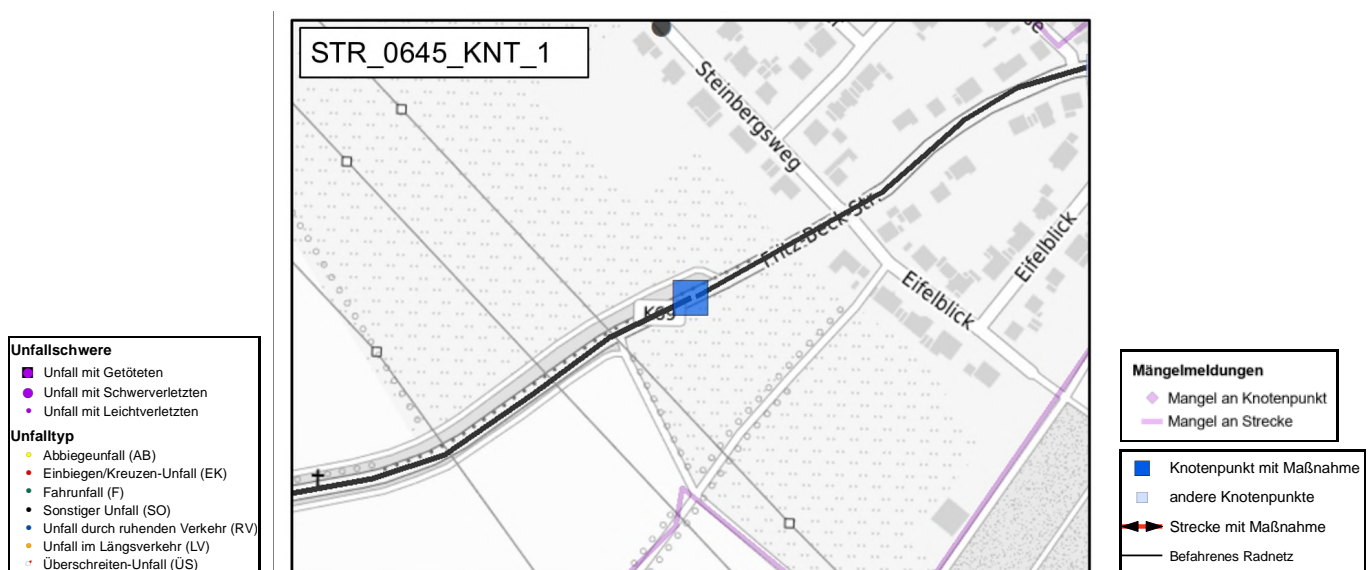 STR_0645_KNT_1
Steinbergsweg
Fritz-Beck-Str.
K69
Eifelblick
Eifelblick
Unfallschwere
Unfall mit Getöteten
Unfall mit Schwerverletzten
Unfall mit Leichtverletzten
Unfalltyp
Abbiegeunfall (AB)
Einbiegen/Kreuzen-Unfall (EK)
Fahrunfall (F)
Sonstiger Unfall (SO)
Unfall durch ruhenden Verkehr (RV)
Unfall im Längsverkehr (LV)
Überschreiten-Unfall (ÜS)
Mängelmeldungen
Mangel an Knotenpunkt
Mangel an Strecke
Knotenpunkt mit Maßnahme
andere Knotenpunkte
Strecke mit Maßnahme
Befahrenes Radnetz